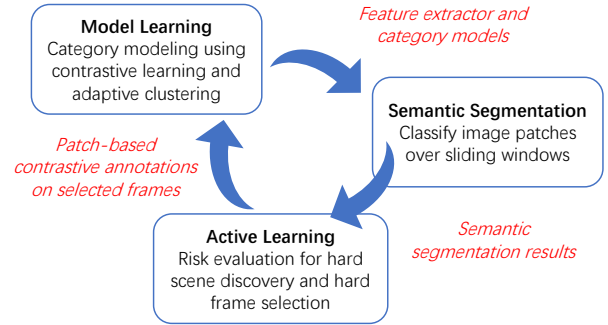 Model Learning
Category modeling using
contrastive learning and
adaptive clustering
Feature extractor and
category models
Semantic Segmentation
Classify image patches
over sliding windows
Patch-based
contrastive annotations
on selected frames
Active Learning
Risk evaluation for hard
scene discovery and hard
frame selection
Semantic
segmentation results